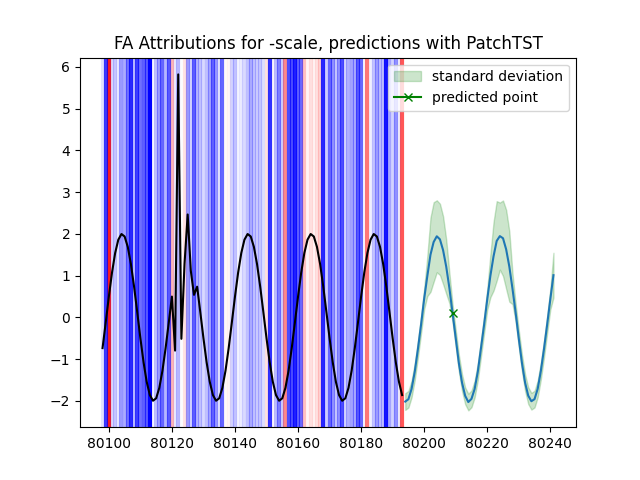 FA Attributions for -scale, predictions with PatchTST
standard deviation
predicted point
6
5
4
3
2
1
0
−1
−2
80100 80120 80140 80160 80180 80200 80220 80240